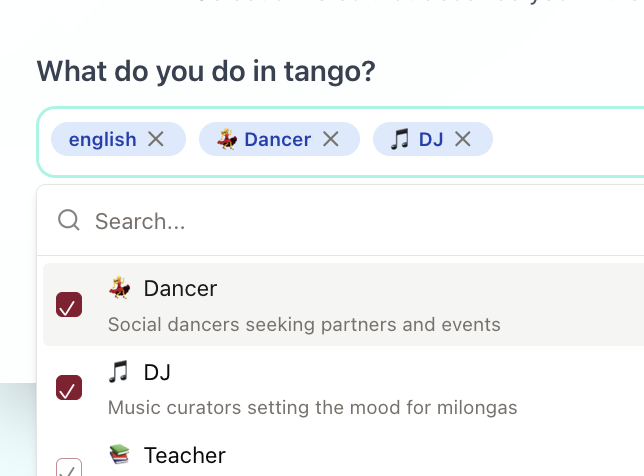 What do you do in tango?
english Dancer DJ
Search...
Dancer
Social dancers seeking partners and events
DJ
Music curators setting the mood for milongas
Teacher